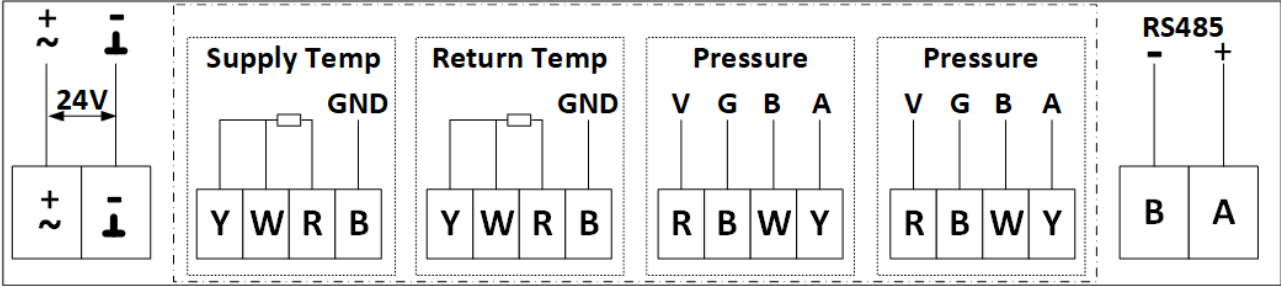 + -
~ ⊥
24V
+ -
~ ⊥
Supply Temp
GND
Y W R B
Return Temp
GND
Y W R B
Pressure
V G B A
R B W Y
Pressure
V G B A
R B W Y
RS485
- +
B A